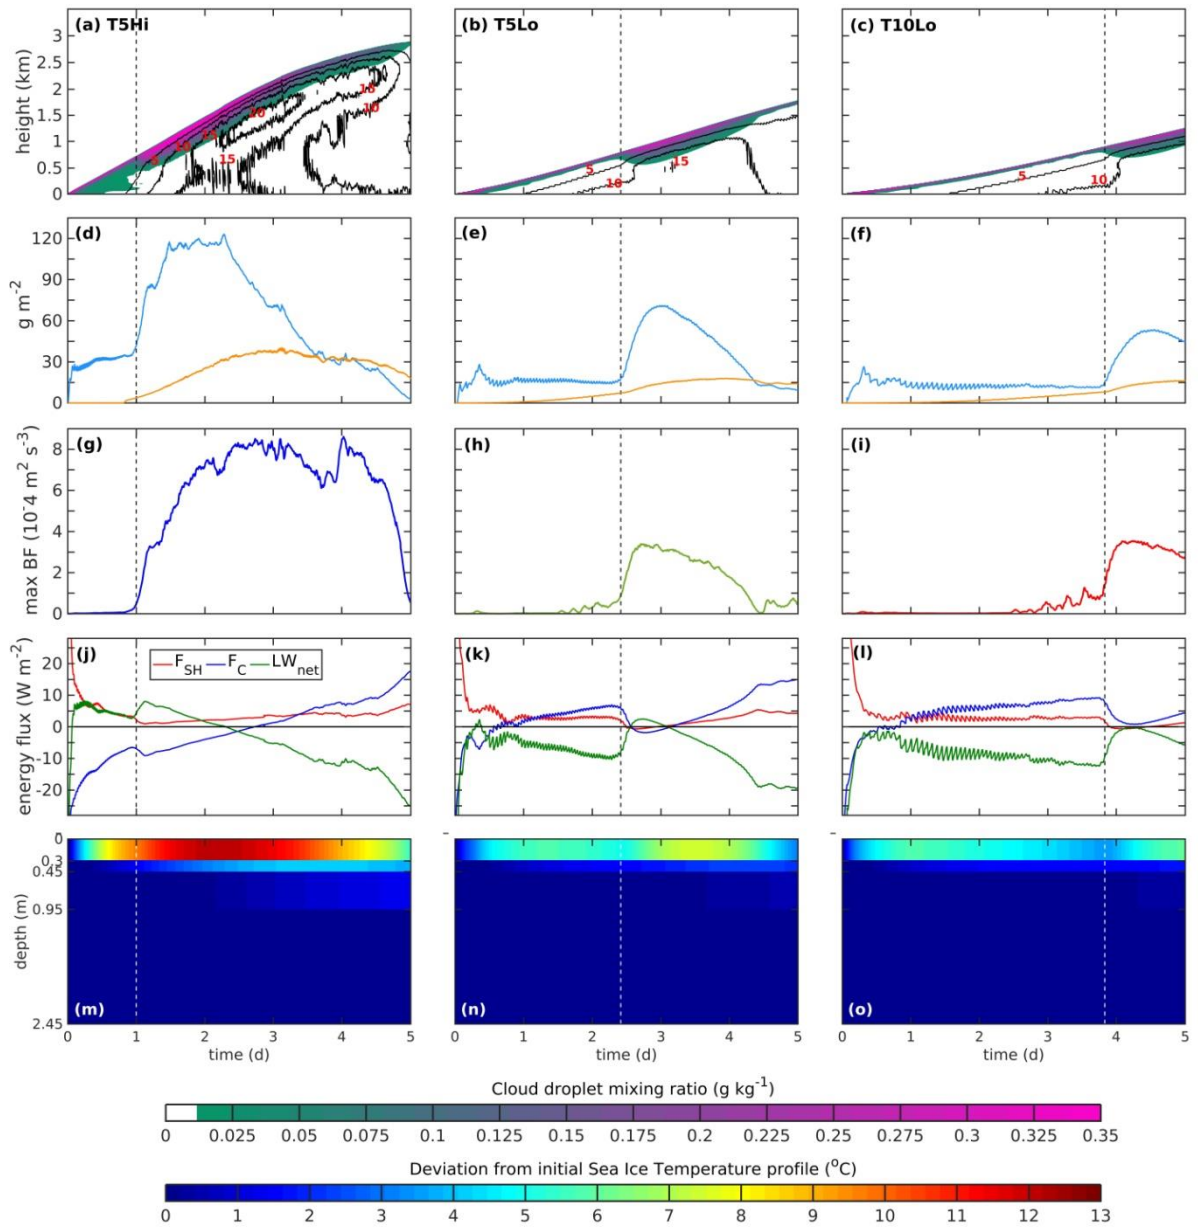 (a) T5Hi
(b) T5Lo
(c) T10Lo
height (km)
3
2.5
2
1.5
1
0.5
0
5
10
15
10
15
15
10
5
10
15
5
10
(d)
(e)
(f)
g m-2
120
90
60
30
0
(g)
(h)
(i)
max BF (10-4 m2 s-3)
8
6
4
2
0
(j)
(k)
(l)
FSH FC LWnet
energy flux (W m-2)
20
10
0
-10
-20
(m)
(n)
(o)
depth (m)
0
0.3
0.45
0.95
2.45
0 1 2 3 4 5
0 1 2 3 4 5
0 1 2 3 4 5
time (d)
time (d)
time (d)
Cloud droplet mixing ratio (g kg-1)
0 0.025 0.05 0.075 0.1 0.125 0.15 0.175 0.2 0.225 0.25 0.275 0.3 0.325 0.35
Deviation from initial Sea Ice Temperature profile (oC)
0 1 2 3 4 5 6 7 8 9 10 11 12 13